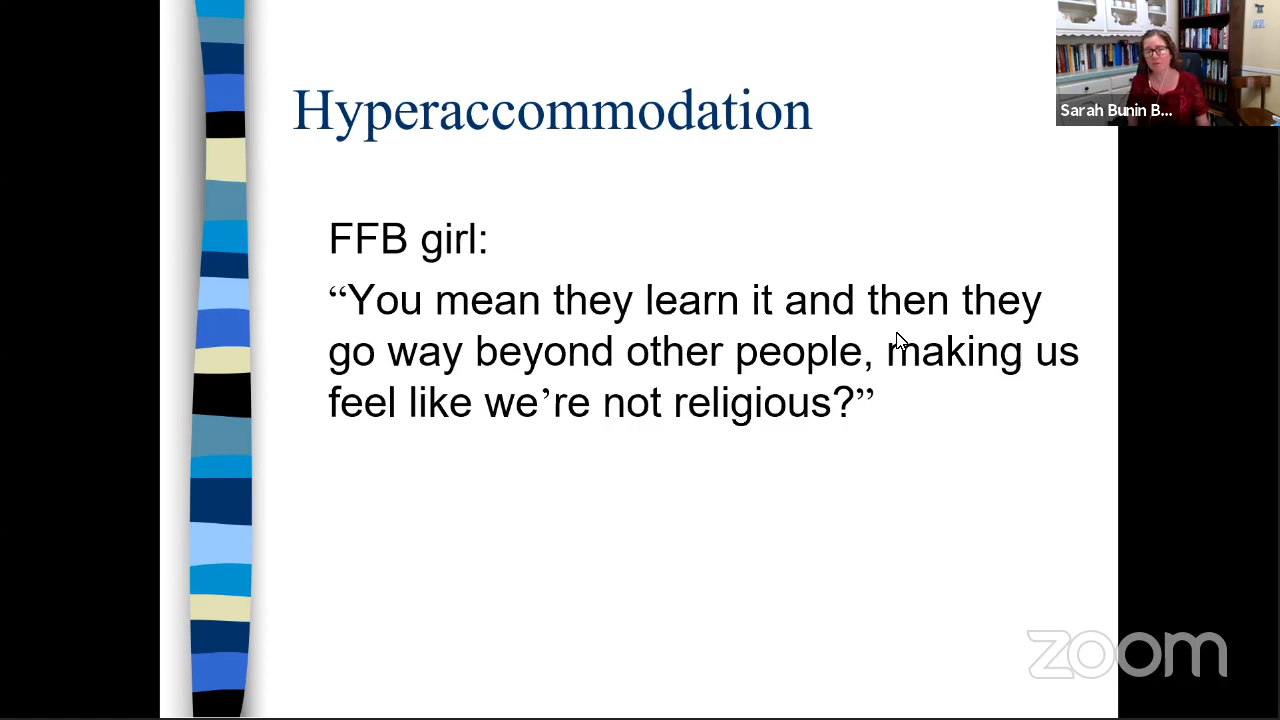 Hyperaccommodation
Sarah Bunin B...
FFB girl:
“You mean they learn it and then they
go way beyond other people, making us
feel like we’re not religious?”
zoom